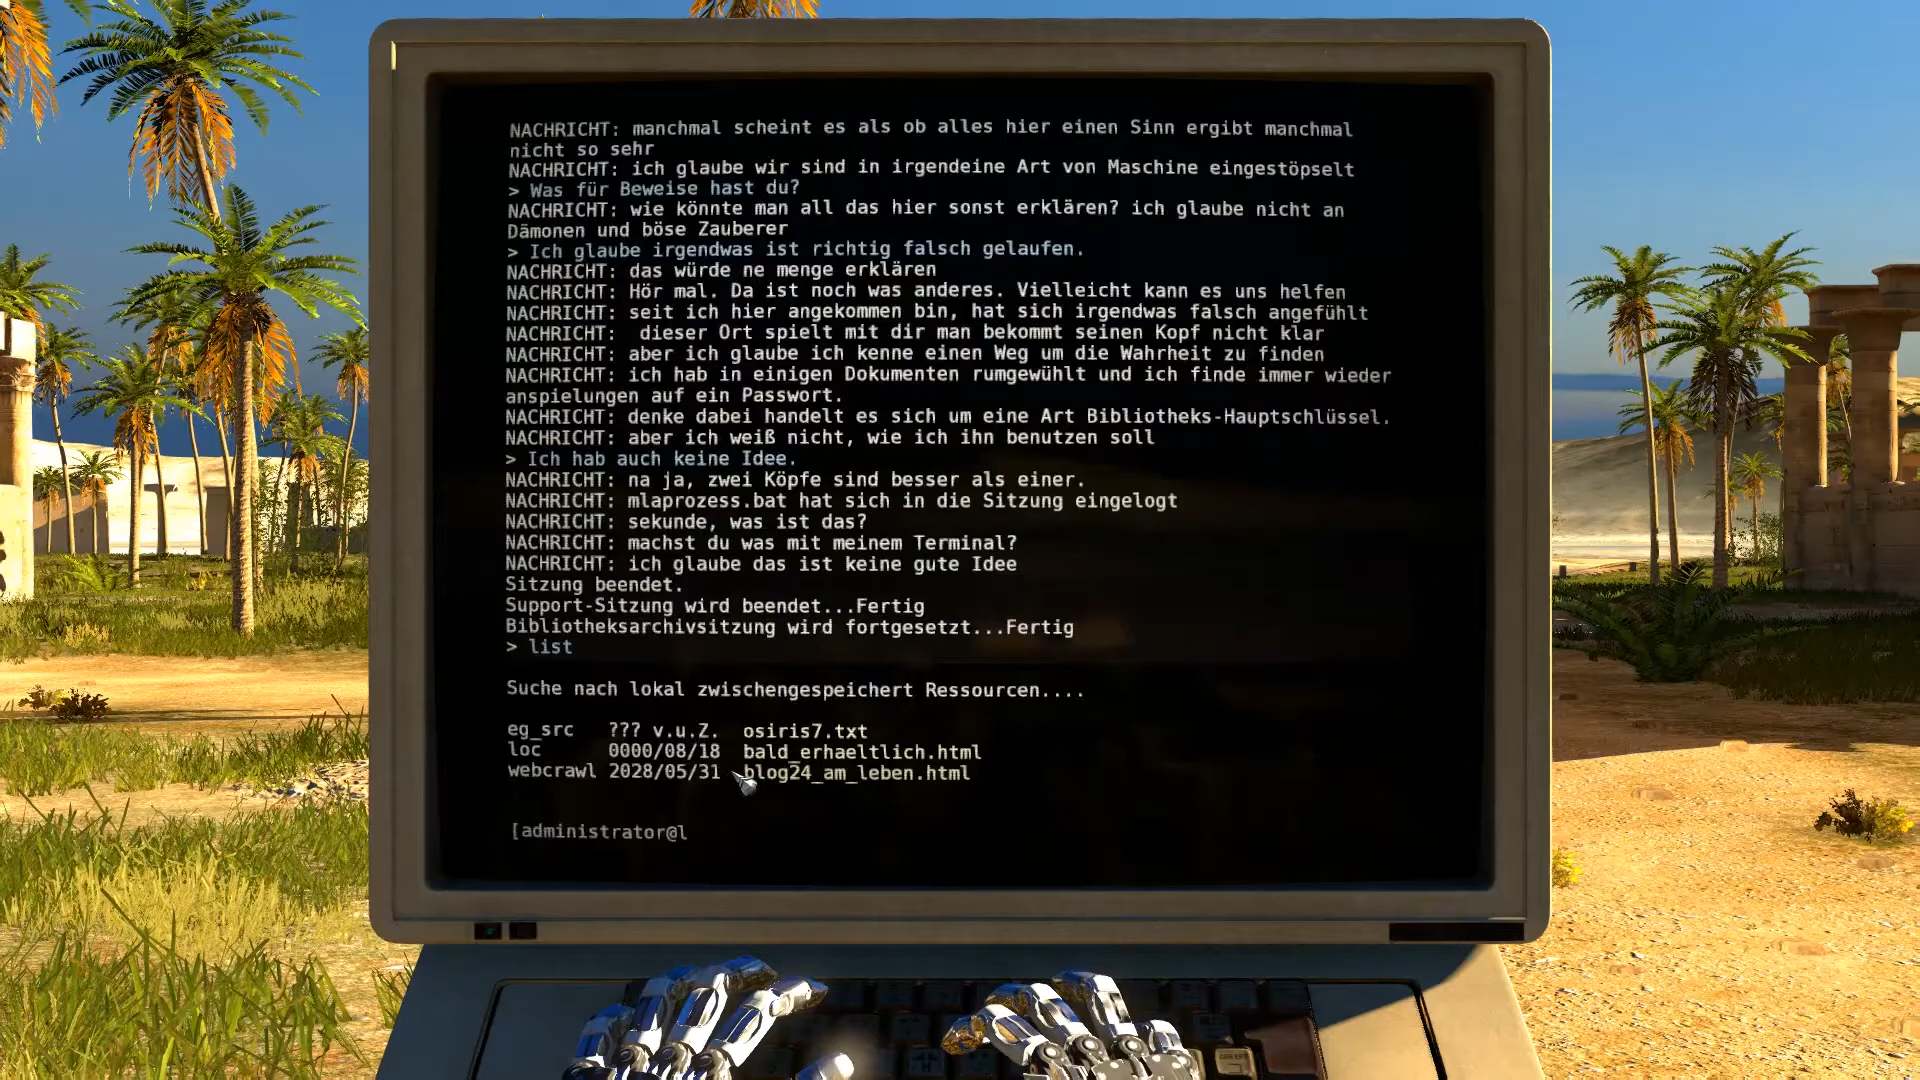 NACHRICHT: manchmal scheint es als ob alles hier einen Sinn ergibt manchmal
nicht so sehr
NACHRICHT: ich glaube wir sind in irgendeine Art von Maschine eingestöpselt
> Was für Beweise hast du?
NACHRICHT: wie könnte man all das hier sonst erklären? ich glaube nicht an
Dämonen und böse Zauberer
> Ich glaube irgendwas ist richtig falsch gelaufen.
NACHRICHT: das würde ne menge erklären
NACHRICHT: Hör mal. Da ist noch was anderes. Vielleicht kann es uns helfen
NACHRICHT: seit ich hier angekommen bin, hat sich irgendwas falsch angefühlt
NACHRICHT:  dieser Ort spielt mit dir man bekommt seinen Kopf nicht klar
NACHRICHT: aber ich glaube ich kenne einen Weg um die Wahrheit zu finden
NACHRICHT: ich hab in einigen Dokumenten rumgewühlt und ich finde immer wieder
anspielungen auf ein Passwort.
NACHRICHT: denke dabei handelt es sich um eine Art Bibliotheks-Hauptschlüssel.
NACHRICHT: aber ich weiß nicht, wie ich ihn benutzen soll
> Ich hab auch keine Idee.
NACHRICHT: na ja, zwei Köpfe sind besser als einer.
NACHRICHT: mlaprozess.bat hat sich in die Sitzung eingelogt
NACHRICHT: sekunde, was ist das?
NACHRICHT: machst du was mit meinem Terminal?
NACHRICHT: ich glaube das ist keine gute Idee
Sitzung beendet.
Support-Sitzung wird beendet...Fertig
Bibliotheksarchivsitzung wird fortgesetzt...Fertig
> list
Suche nach lokal zwischengespeichert Ressourcen....
eg_src ??? v.u.Z. osiris7.txt
loc 0000/08/18 bald_erhaeltlich.html
webcrawl 2028/05/31 blog24_am_leben.html
[administrator@l